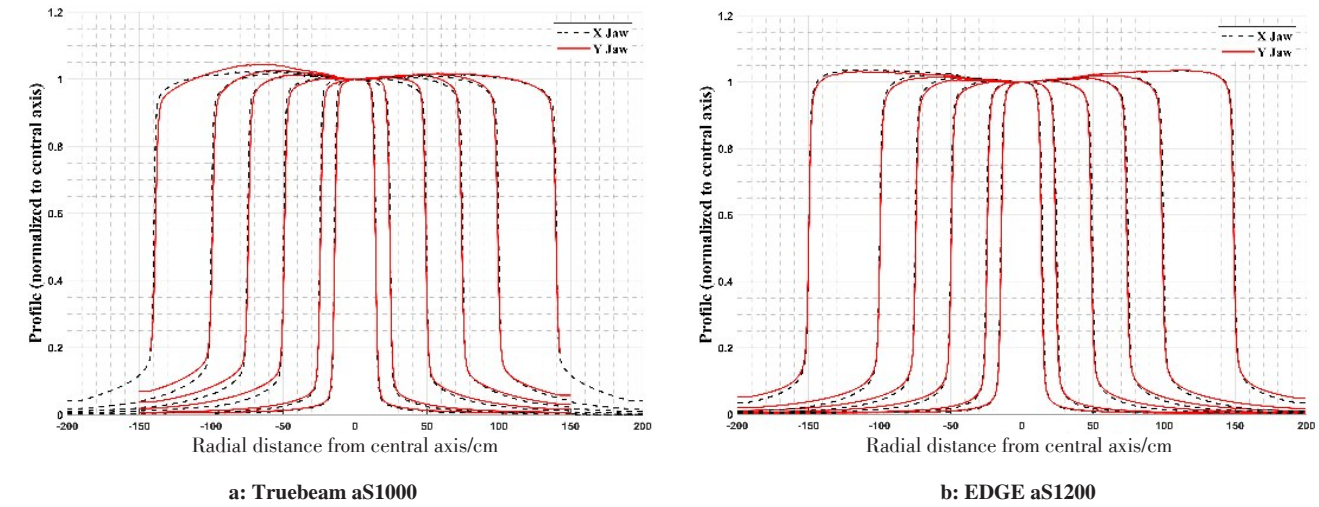 1.2
1
0.8
0.6
0.4
0.2
0
Profile (normalized to central axis)
X Jaw
Y Jaw
-200 -150 -100 -50 0 50 100 150 200
Radial distance from central axis/cm
a: Truebeam aS1000
1.2
1
0.8
0.6
0.4
0.2
0
Profile (normalized to central axis)
X Jaw
Y Jaw
-200 -150 -100 -50 0 50 100 150 200
Radial distance from central axis/cm
b: EDGE aS1200